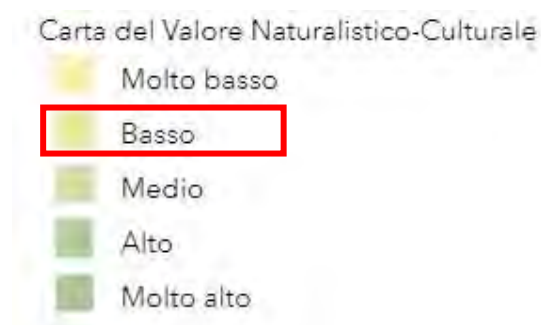 Carta del Valore Naturalistico-Culturale
Molto basso
Basso
Medio
Alto
Molto alto